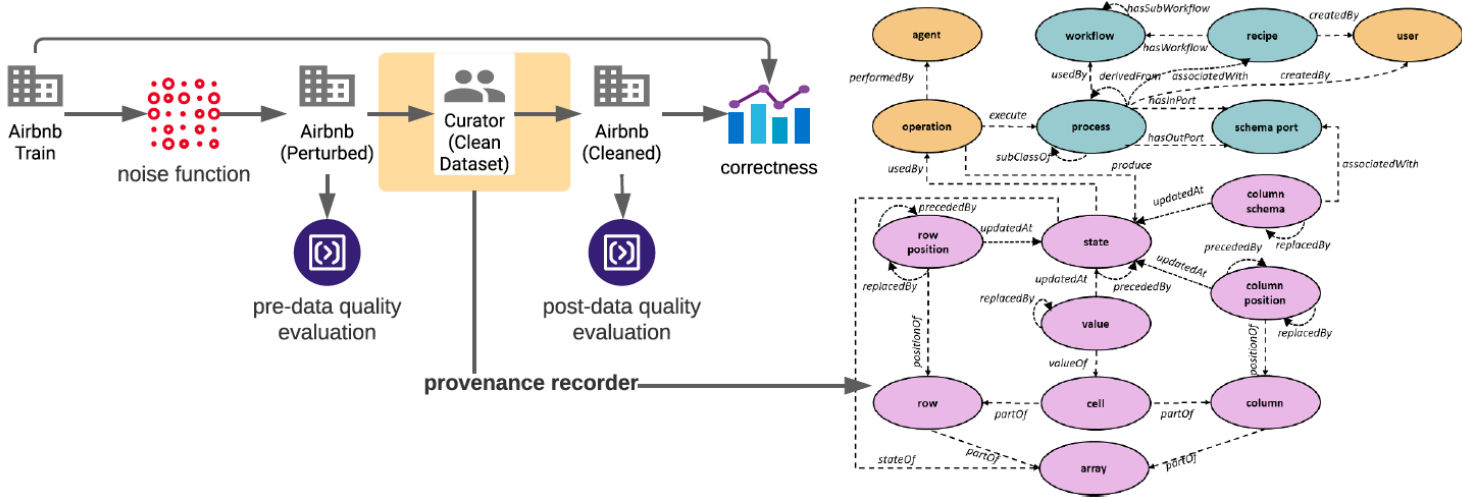 Airbnb
Train
noise function
Airbnb
(Perturbed)
Curator
(Clean
Dataset)
Airbnb
(Cleaned)
correctness
pre-data quality
evaluation
post-data quality
evaluation
provenance recorder
agent
workflow
hasSubWorkflow
hasWorkflow
recipe
createdBy
user
performedBy
usedBy
derivedFrom
associatedWith
createdBy
hasInPort
operation
execute
process
hasOutPort
schema port
subClassOf
produce
usedBy
associatedWith
column
schema
updatedAt
replacedBy
precededBy
row
position
updatedAt
state
replacedBy
updatedAt
precededBy
updatedAt
precededBy
column
position
replacedBy
replacedBy
value
positionOf
valueOf
positionOf
row
partOf
cell
partOf
column
stateOf
partOf
array
partOf